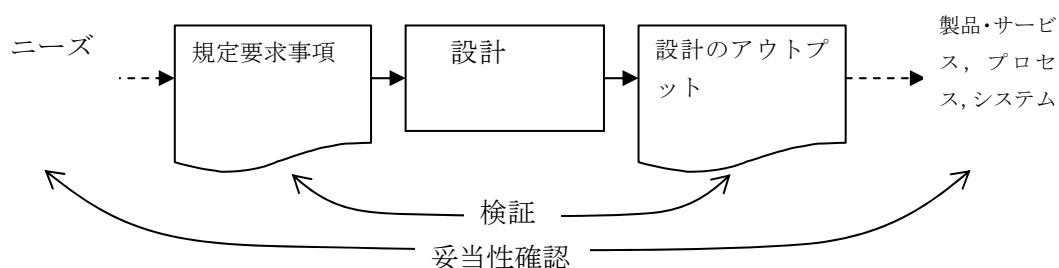 ニーズ
規定要求事項
設計
設計のアウトプ
ット
製品・サービ
ス，プロセ
ス,システム
検証
妥当性確認